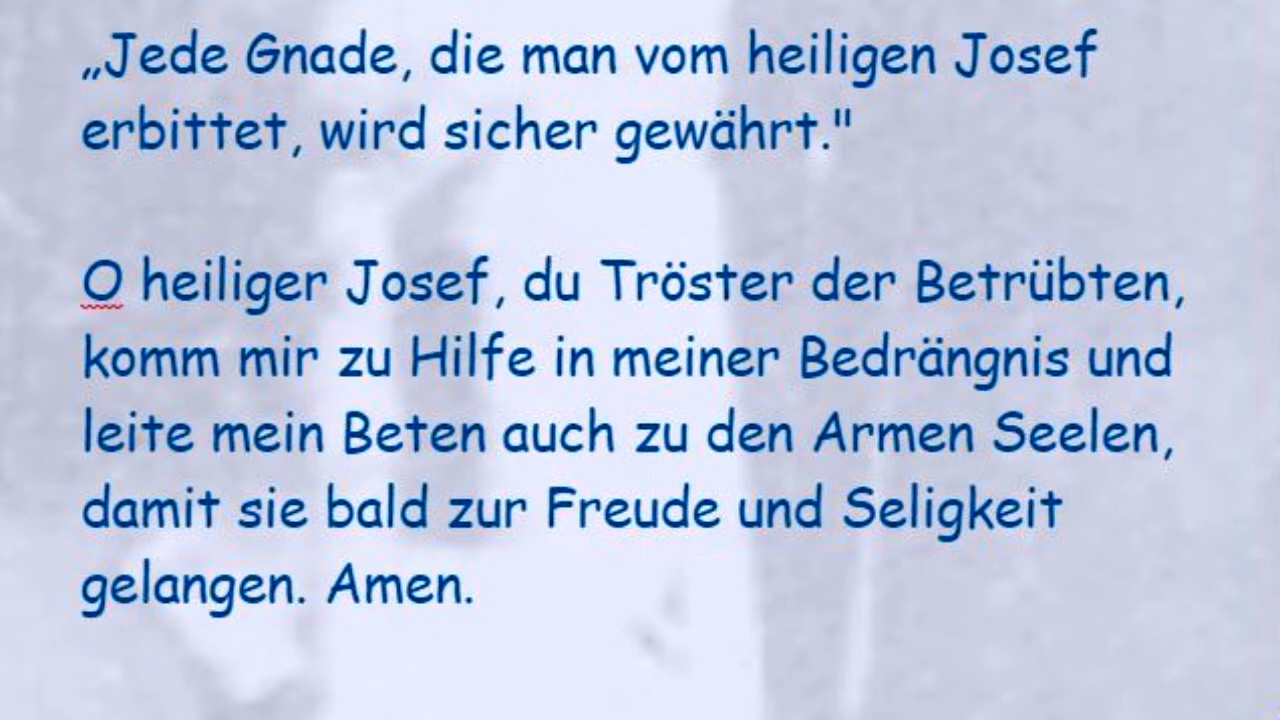 „Jede Gnade, die man vom heiligen Josef
erbittet, wird sicher gewährt."
O heiliger Josef, du Tröster der Betrübten,
komm mir zu Hilfe in meiner Bedrängnis und
leite mein Beten auch zu den Armen Seelen,
damit sie bald zur Freude und Seligkeit
gelangen. Amen.